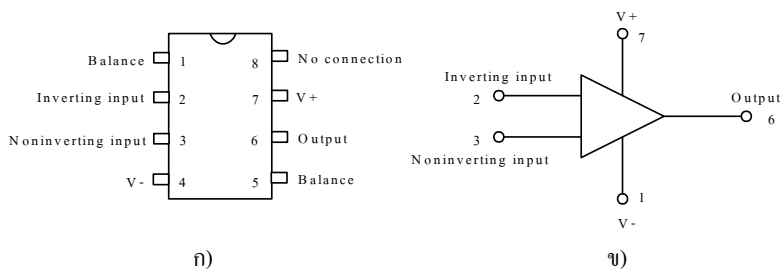 Balance 1 8 No connection
Inverting input 2 7 V+
Noninverting input 3 6 Output
V- 4 5 Balance
ก)
V+
7
Inverting input
2
Output
6
3
Noninverting input
1
V-
ข)